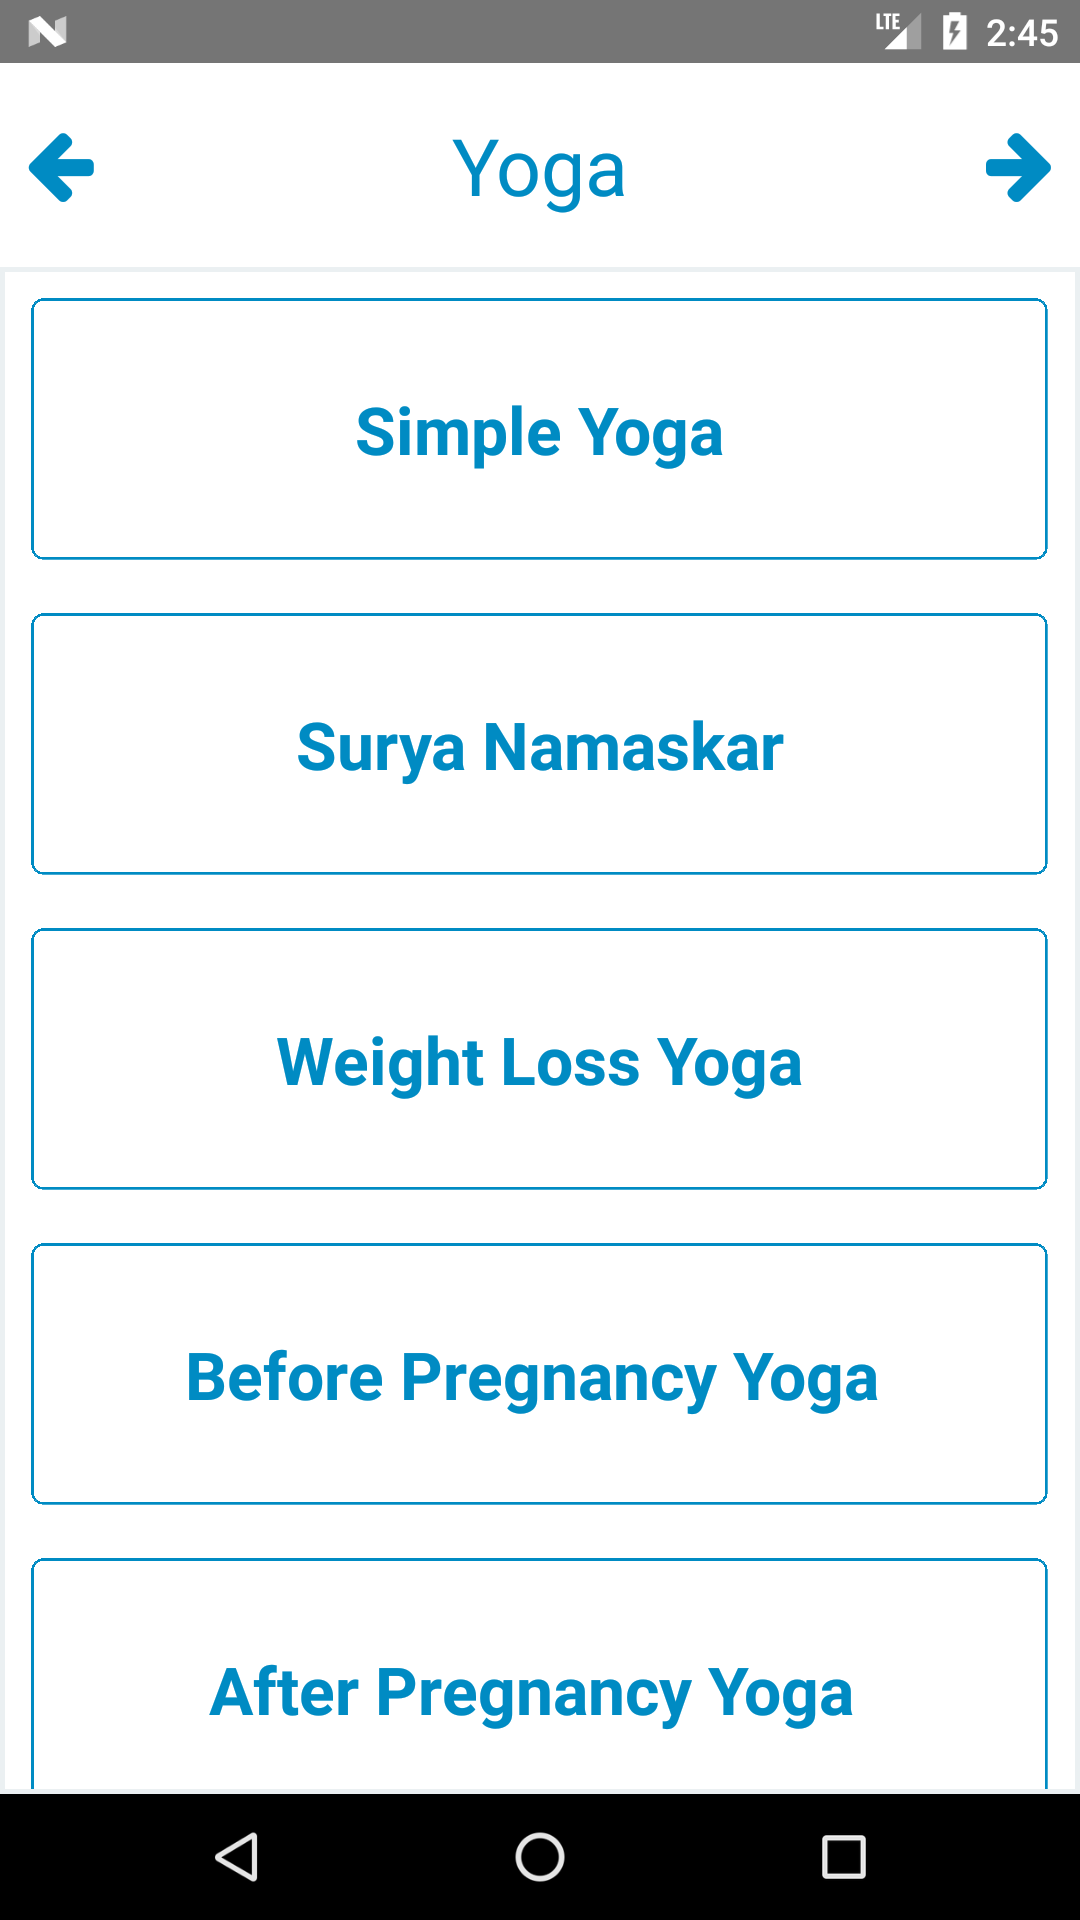 LTE 2:45
Yoga
Simple Yoga
Surya Namaskar
Weight Loss Yoga
Before Pregnancy Yoga
After Pregnancy Yoga